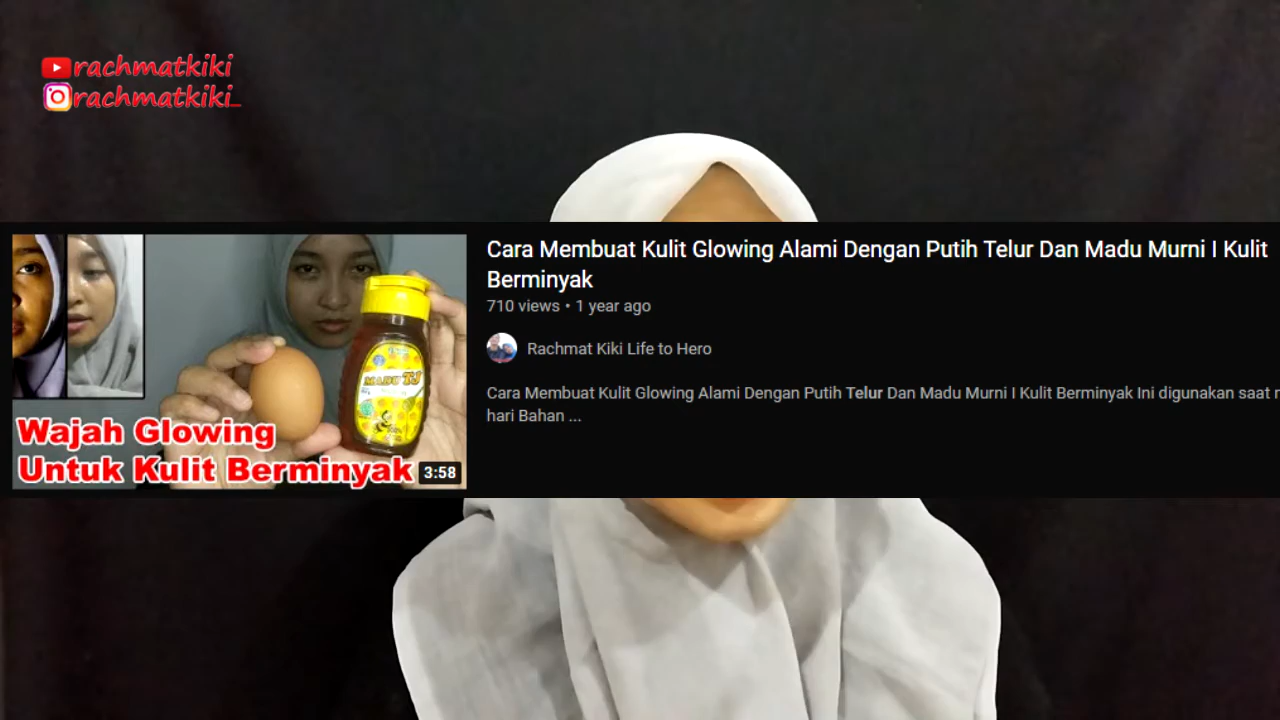 rachmatkiki
rachmatkiki_
Cara Membuat Kulit Glowing Alami Dengan Putih Telur Dan Madu Murni I Kulit
Berminyak
710 views • 1 year ago
Rachmat Kiki Life to Hero
Cara Membuat Kulit Glowing Alami Dengan Putih Telur Dan Madu Murni I Kulit Berminyak Ini digunakan saat
hari Bahan ...
MADU TJ
Wajah Glowing
Untuk Kulit Berminyak
3:58